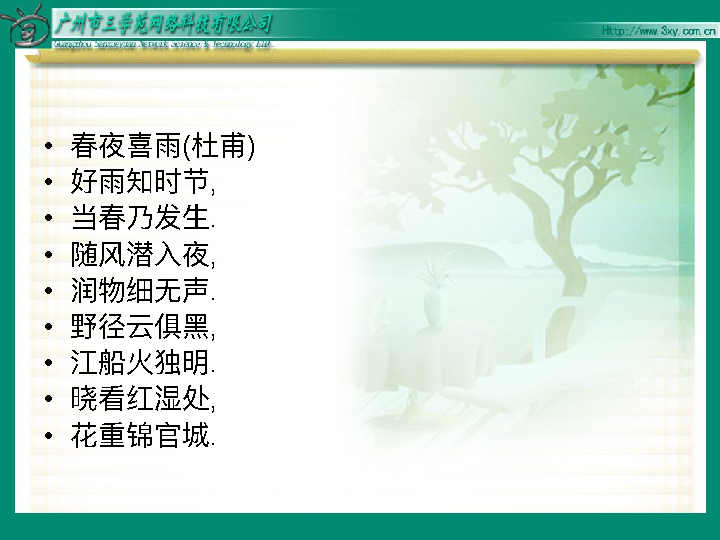 广州市三学苑网络科技有限公司
Http://www.3xy.com.cn
Guangzhou Sanxueyuan Network Science & Technology Ltd.
• 春夜喜雨(杜甫)
• 好雨知时节,
• 当春乃发生.
• 随风潜入夜,
• 润物细无声.
• 野径云俱黑,
• 江船火独明.
• 晓看红湿处,
• 花重锦官城.